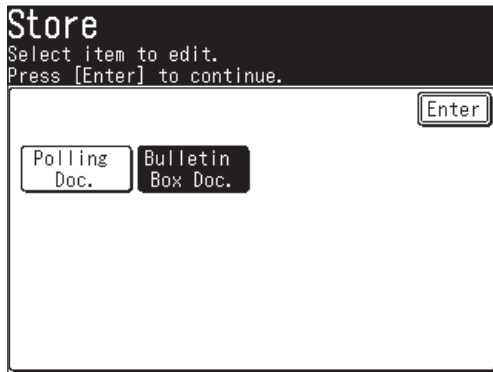 Store
Select item to edit.
Press [Enter] to continue.
Enter
Polling
Doc.
Bulletin
Box Doc.